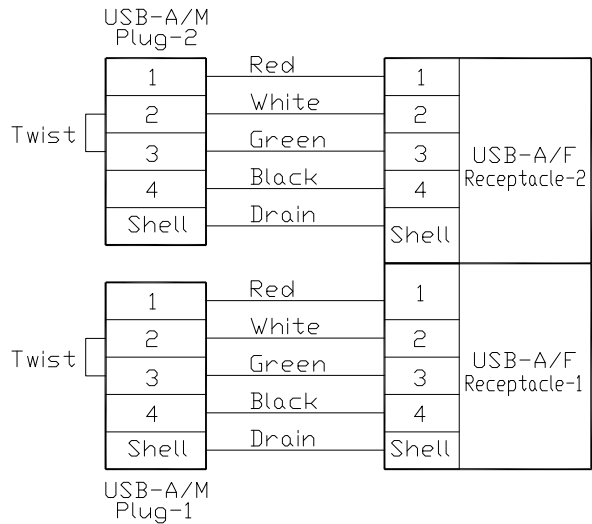 USB-A/M
Plug-2
1 Red 1
2 White 2
Twist
3 Green 3
USB-A/F
Receptacle-2
4 Black 4
Shell Drain Shell
1 Red 1
2 White 2
Twist
3 Green 3
USB-A/F
Receptacle-1
4 Black 4
Shell Drain Shell
USB-A/M
Plug-1